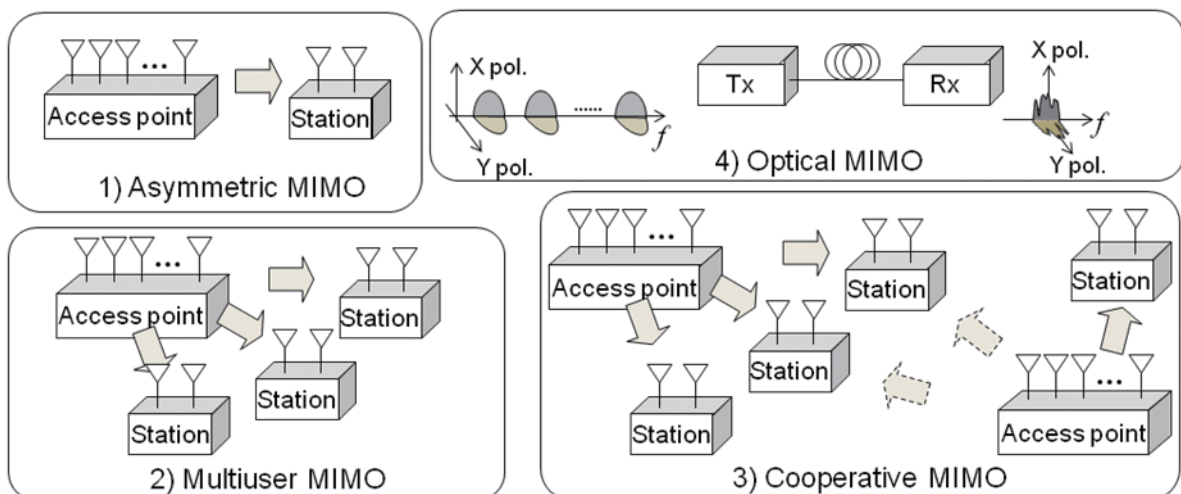 ...
Access point
Station
1) Asymmetric MIMO
X pol.
Y pol.
......
f
Tx
Rx
X pol.
f
Y pol.
4) Optical MIMO
...
Access point
Station
Station
Station
2) Multiuser MIMO
...
Access point
Station
Station
Station
Station
...
Access point
3) Cooperative MIMO